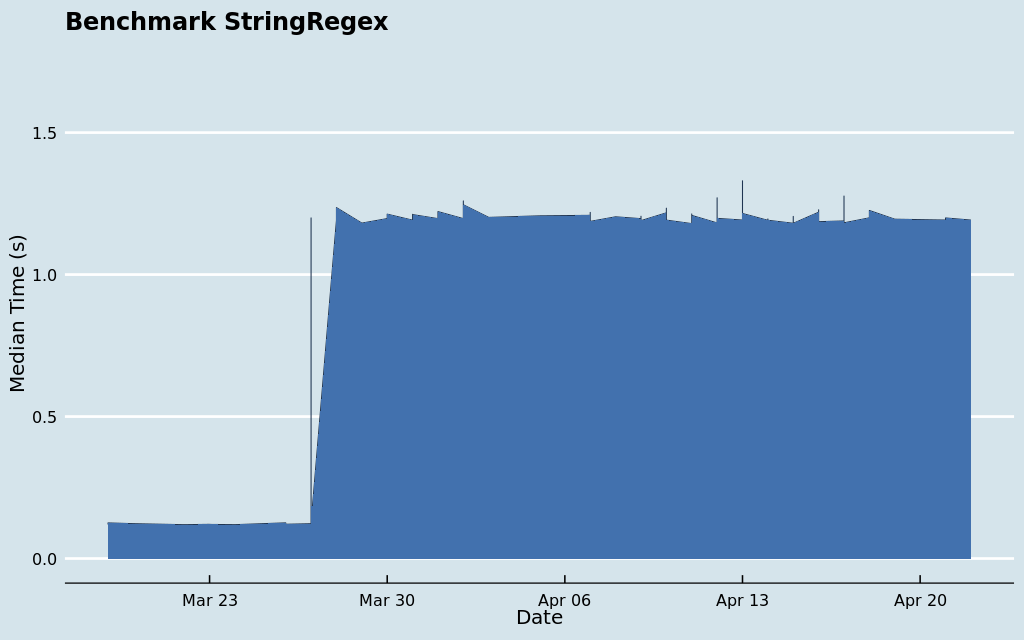 Benchmark StringRegex
1.5
1.0
0.5
0.0
Median Time (s)
Mar 23
Mar 30
Apr 06
Apr 13
Apr 20
Date